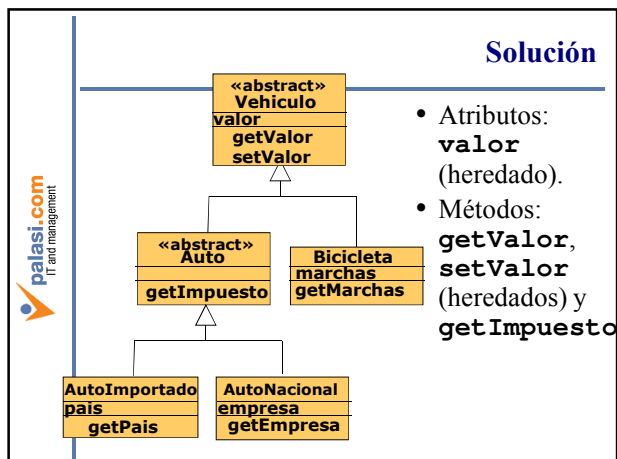 Solución
«abstract»
Vehiculo
valor
getValor
setValor
• Atributos:
valor
(heredado).
• Métodos:
getValor,
setValor
(heredados) y
getImpuesto
«abstract»
Auto
getImpuesto
Bicicleta
marchas
getMarchas
AutoImportado
pais
getPais
AutoNacional
empresa
getEmpresa
palasi.com
IT and management